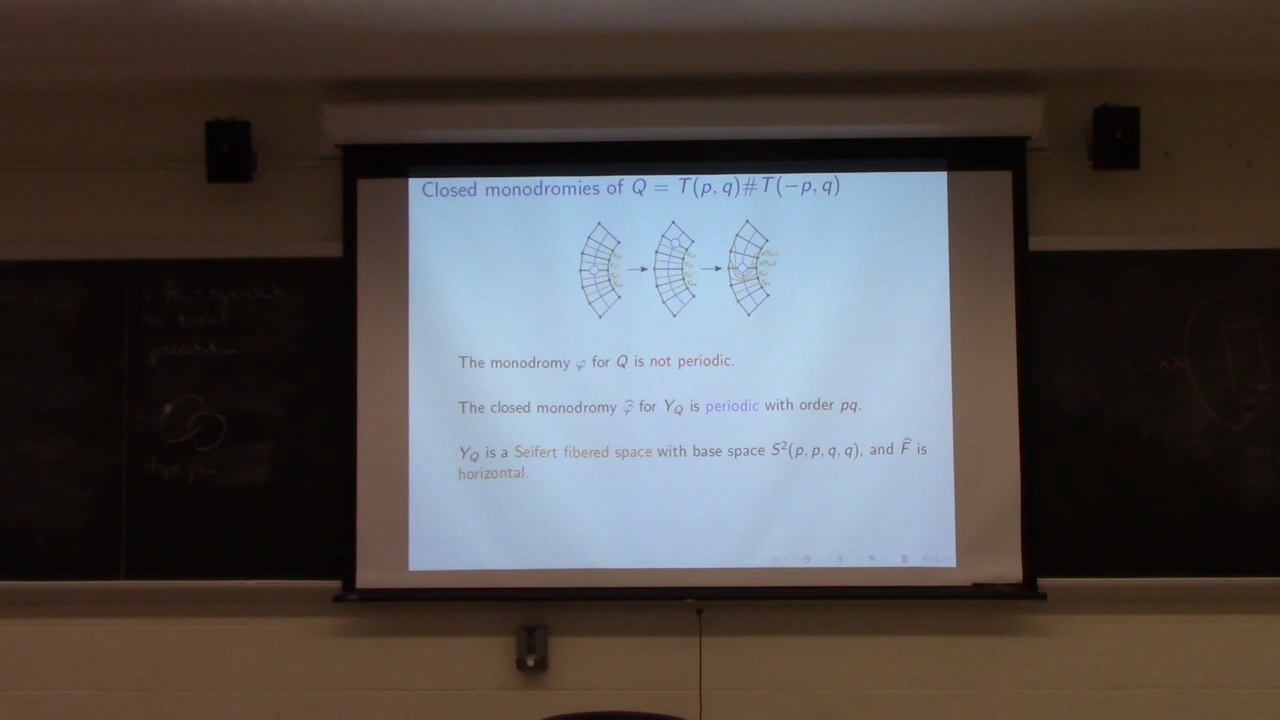 Closed monodromies of Q = T(p, q)#T(−p, q)
The monodromy φ for Q is not periodic.
The closed monodromy φ̂ for Y_Q is periodic with order pq.
Y_Q is a Seifert fibered space with base space S²(p, p, q, q), and F̂ is
horizontal.